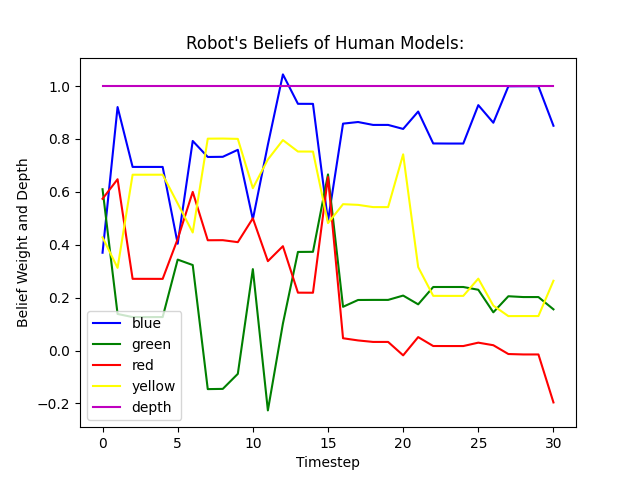 Robot's Beliefs of Human Models:
Belief Weight and Depth
1.0
0.8
0.6
0.4
0.2
0.0
−0.2
blue
green
red
yellow
depth
0 5 10 15 20 25 30
Timestep